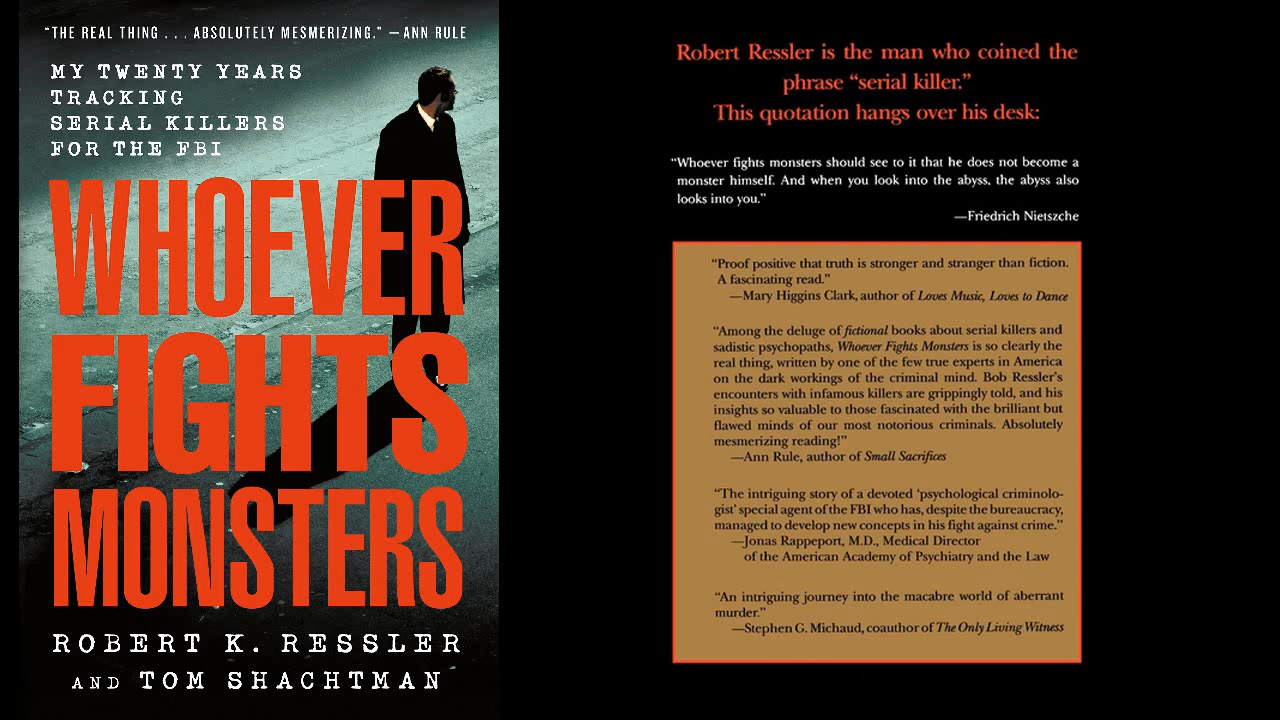 “THE REAL THING . . . ABSOLUTELY MESMERIZING.” —ANN RULE
MY TWENTY YEARS
TRACKING
SERIAL KILLERS
FOR THE FBI
WHOEVER
FIGHTS
MONSTERS
ROBERT K. RESSLER
AND TOM SHACHTMAN
Robert Ressler is the man who coined the
phrase “serial killer.”
This quotation hangs over his desk:
“Whoever fights monsters should see to it that he does not become a
monster himself. And when you look into the abyss, the abyss also
looks into you.”
—Friedrich Nietszche
“Proof positive that truth is stronger and stranger than fiction.
A fascinating read.”
—Mary Higgins Clark, author of Loves Music, Loves to Dance
“Among the deluge of fictional books about serial killers and
sadistic psychopaths, Whoever Fights Monsters is so clearly the
real thing, written by one of the few true experts in America
on the dark workings of the criminal mind. Bob Ressler’s
encounters with infamous killers are grippingly told, and his
insights so valuable to those fascinated with the brilliant but
flawed minds of our most notorious criminals. Absolutely
mesmerizing reading!”
—Ann Rule, author of Small Sacrifices
“The intriguing story of a devoted ‘psychological criminolo-
gist’ special agent of the FBI who has, despite the bureaucracy,
managed to develop new concepts in his fight against crime.”
—Jonas Rappeport, M.D., Medical Director
of the American Academy of Psychiatry and the Law
“An intriguing journey into the macabre world of aberrant
murder.”
—Stephen G. Michaud, coauthor of The Only Living Witness